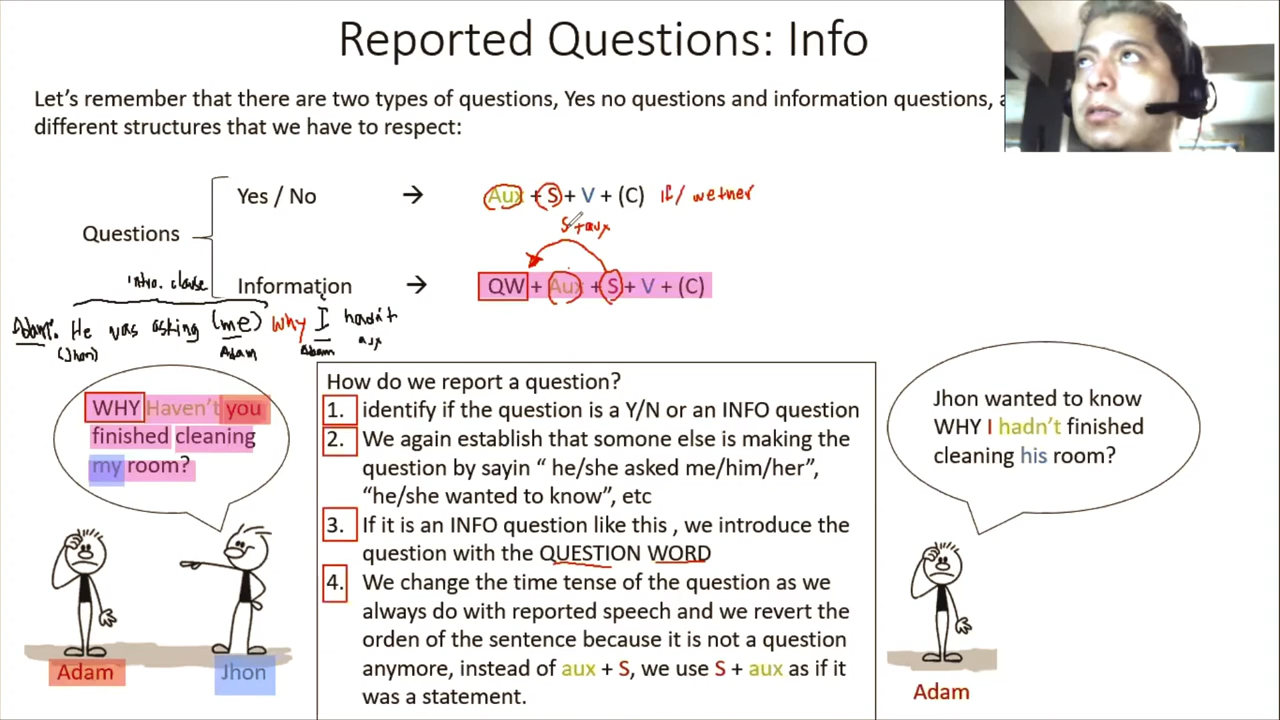 Reported Questions: Info
Let's remember that there are two types of questions, Yes no questions and information questions,
different structures that we have to respect:
Yes / No → Aux + S + V + (C) If/ wether
S+aux
Questions
intro. clause
Information → QW + Aux + S + V + (C)
Adam: He was asking (me) why I hadn't
(Jhon) Adam Adam aux
WHY Haven't you
finished cleaning
my room?
Adam
Jhon
How do we report a question?
1. identify if the question is a Y/N or an INFO question
2. We again establish that somone else is making the
question by sayin “ he/she asked me/him/her”,
“he/she wanted to know”, etc
3. If it is an INFO question like this , we introduce the
question with the QUESTION WORD
4. We change the time tense of the question as we
always do with reported speech and we revert the
orden of the sentence because it is not a question
anymore, instead of aux + S, we use S + aux as if it
was a statement.
Jhon wanted to know
WHY I hadn't finished
cleaning his room?
Adam